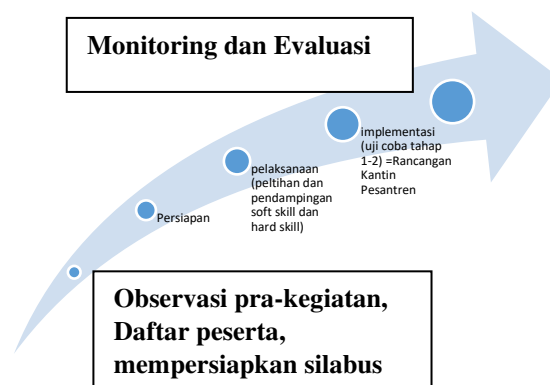 Monitoring dan Evaluasi
implementasi
(uji coba tahap
1-2) =Rancangan
Kantin
Pesantren
pelaksanaan
(peltihan dan
pendampingan
soft skill dan
hard skill)
Persiapan
Observasi pra-kegiatan,
Daftar peserta,
mempersiapkan silabus